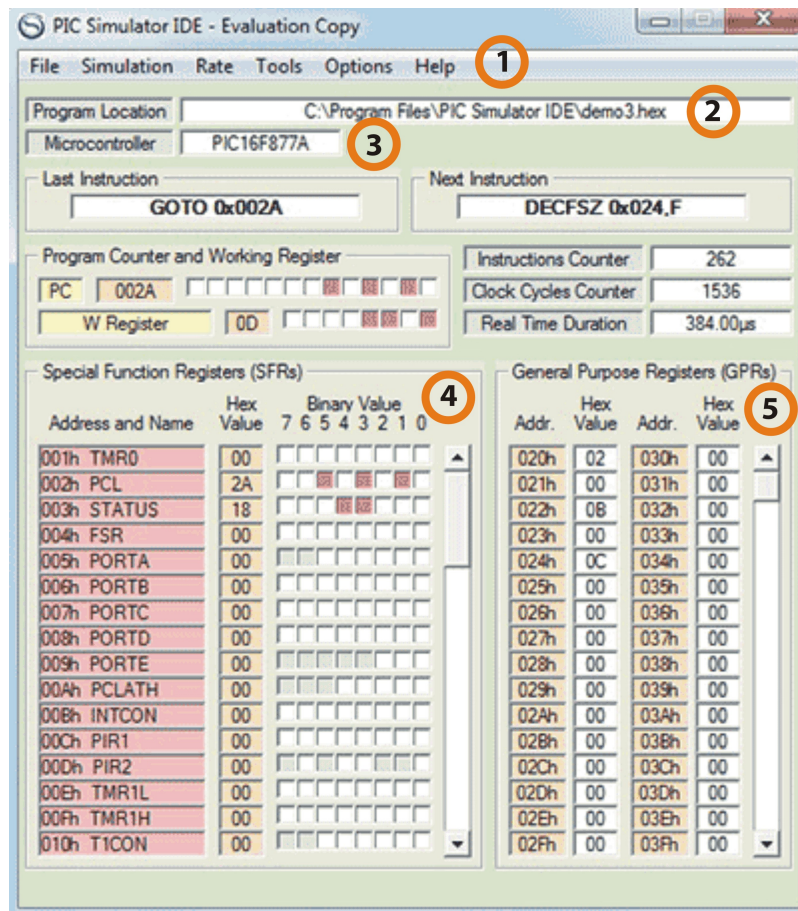 PIC Simulator IDE - Evaluation Copy
File Simulation Rate Tools Options Help 1
Program Location C:\Program Files\PIC Simulator IDE\demo3.hex 2
Microcontroller PIC16F877A 3
Last Instruction Next Instruction
GOTO 0x002A DECFSZ 0x024,F
Program Counter and Working Register Instructions Counter 262
PC 002A Clock Cycles Counter 1536
W Register 0D Real Time Duration 384.00µs
Special Function Registers (SFRs) 4 General Purpose Registers (GPRs) 5
Hex Binary Value Hex Hex
Address and Name Value 7 6 5 4 3 2 1 0 Addr. Value Addr. Value
001h TMR0 00 020h 02 030h 00
002h PCL 2A 021h 00 031h 00
003h STATUS 18 022h 0B 032h 00
004h FSR 00 023h 00 033h 00
005h PORTA 00 024h 0C 034h 00
006h PORTB 00 025h 00 035h 00
007h PORTC 00 026h 00 036h 00
008h PORTD 00 027h 00 037h 00
009h PORTE 00 028h 00 038h 00
00Ah PCLATH 00 029h 00 039h 00
00Bh INTCON 00 02Ah 00 03Ah 00
00Ch PIR1 00 02Bh 00 03Bh 00
00Dh PIR2 00 02Ch 00 03Ch 00
00Eh TMR1L 00 02Dh 00 03Dh 00
00Fh TMR1H 00 02Eh 00 03Eh 00
010h T1CON 00 02Fh 00 03Fh 00